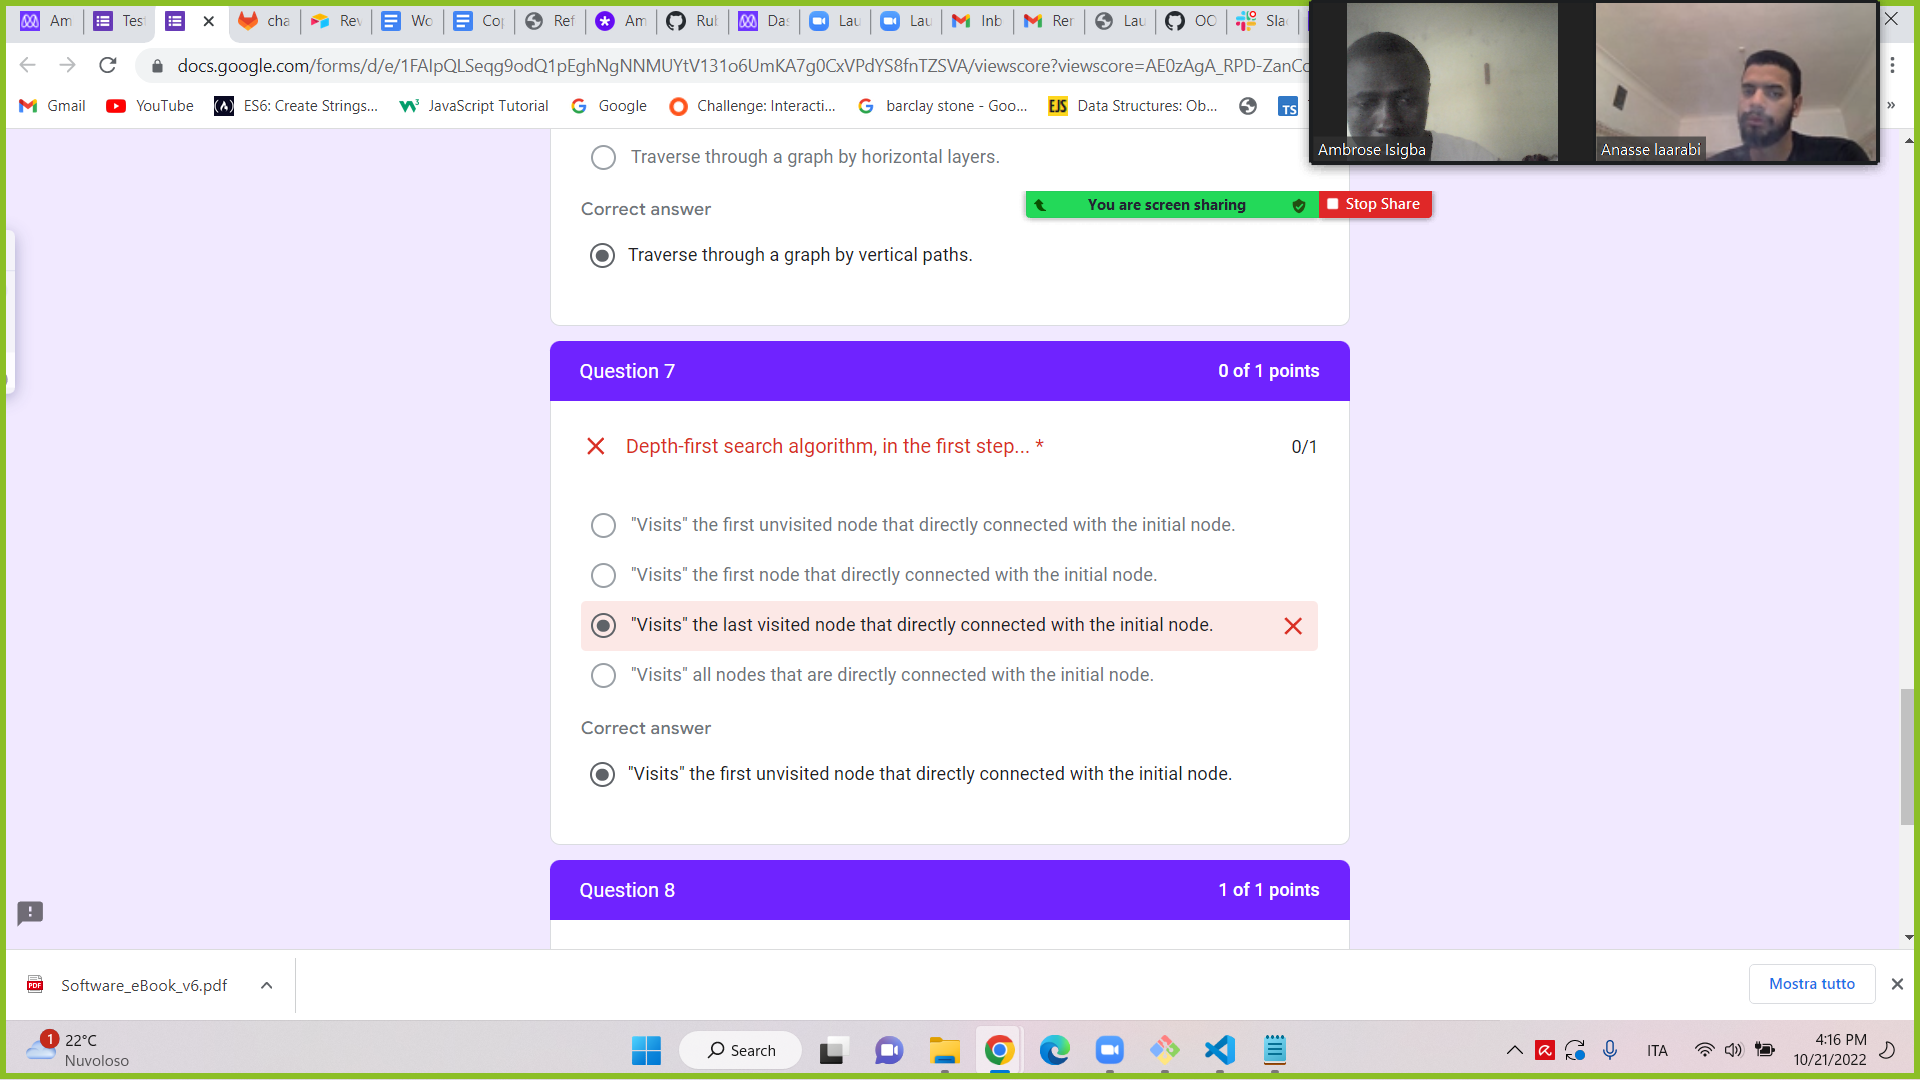 Am
Test
cha
Rev
Wo
Co
Ref
Am
Rub
Das
Lau
Lau
Inb
Rer
Lau
OC
Sla
docs.google.com/forms/d/e/1FAIpQLSeqg9odQ1pEghNgNNMUYtV131o6UmKA7g0CxVPdYS8fnTZSVA/viewscore?viewscore=AE0zAgA_RPD-ZanCc
Gmail
YouTube
ES6: Create Strings...
JavaScript Tutorial
Google
Challenge: Interacti...
barclay stone - Goo...
EJS
Data Structures: Ob...
TS
»
Ambrose Isigba
Anasse laarabi
You are screen sharing
Stop Share
Traverse through a graph by horizontal layers.
Correct answer
Traverse through a graph by vertical paths.
Question 7
0 of 1 points
Depth-first search algorithm, in the first step... *
0/1
"Visits" the first unvisited node that directly connected with the initial node.
"Visits" the first node that directly connected with the initial node.
"Visits" the last visited node that directly connected with the initial node.
"Visits" all nodes that are directly connected with the initial node.
Correct answer
"Visits" the first unvisited node that directly connected with the initial node.
Question 8
1 of 1 points
PDF
Software_eBook_v6.pdf
Mostra tutto
1
22°C
Nuvoloso
Search
ITA
4:16 PM
10/21/2022